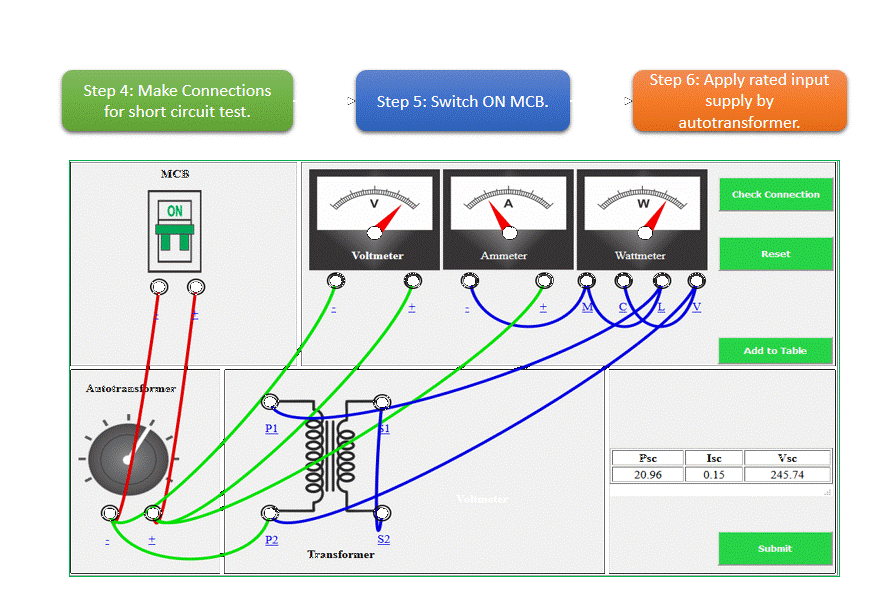 Step 4: Make Connections
for short circuit test.
Step 5: Switch ON MCB.
Step 6: Apply rated input
supply by
autotransformer.
MCB
ON
- +
V
Voltmeter
- +
A
Ammeter
- +
W
Wattmeter
M C L V
Check Connection
Reset
Add to Table
Autotransformer
- +
P1
S1
P2
S2
Voltmeter
Transformer
Psc Isc Vsc
20.96 0.15 245.74
Submit